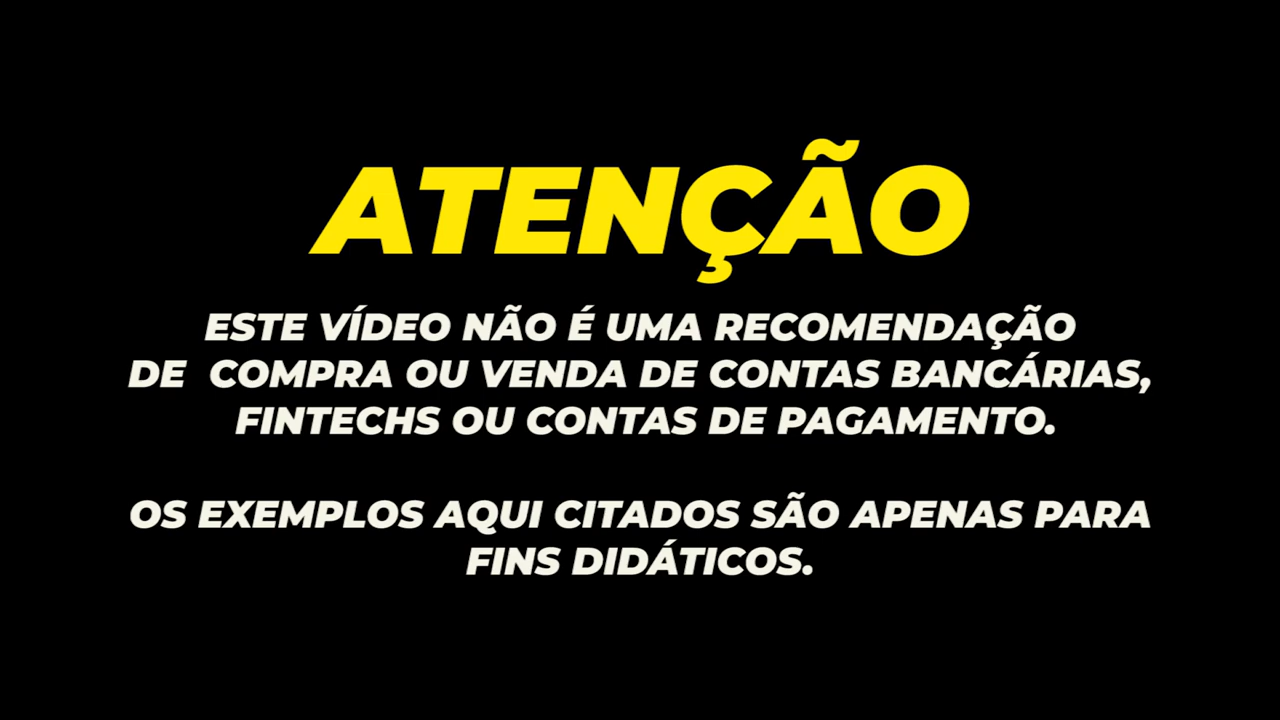 ATENÇÃO
ESTE VÍDEO NÃO É UMA RECOMENDAÇÃO
DE COMPRA OU VENDA DE CONTAS BANCÁRIAS,
FINTECHS OU CONTAS DE PAGAMENTO.
OS EXEMPLOS AQUI CITADOS SÃO APENAS PARA
FINS DIDÁTICOS.